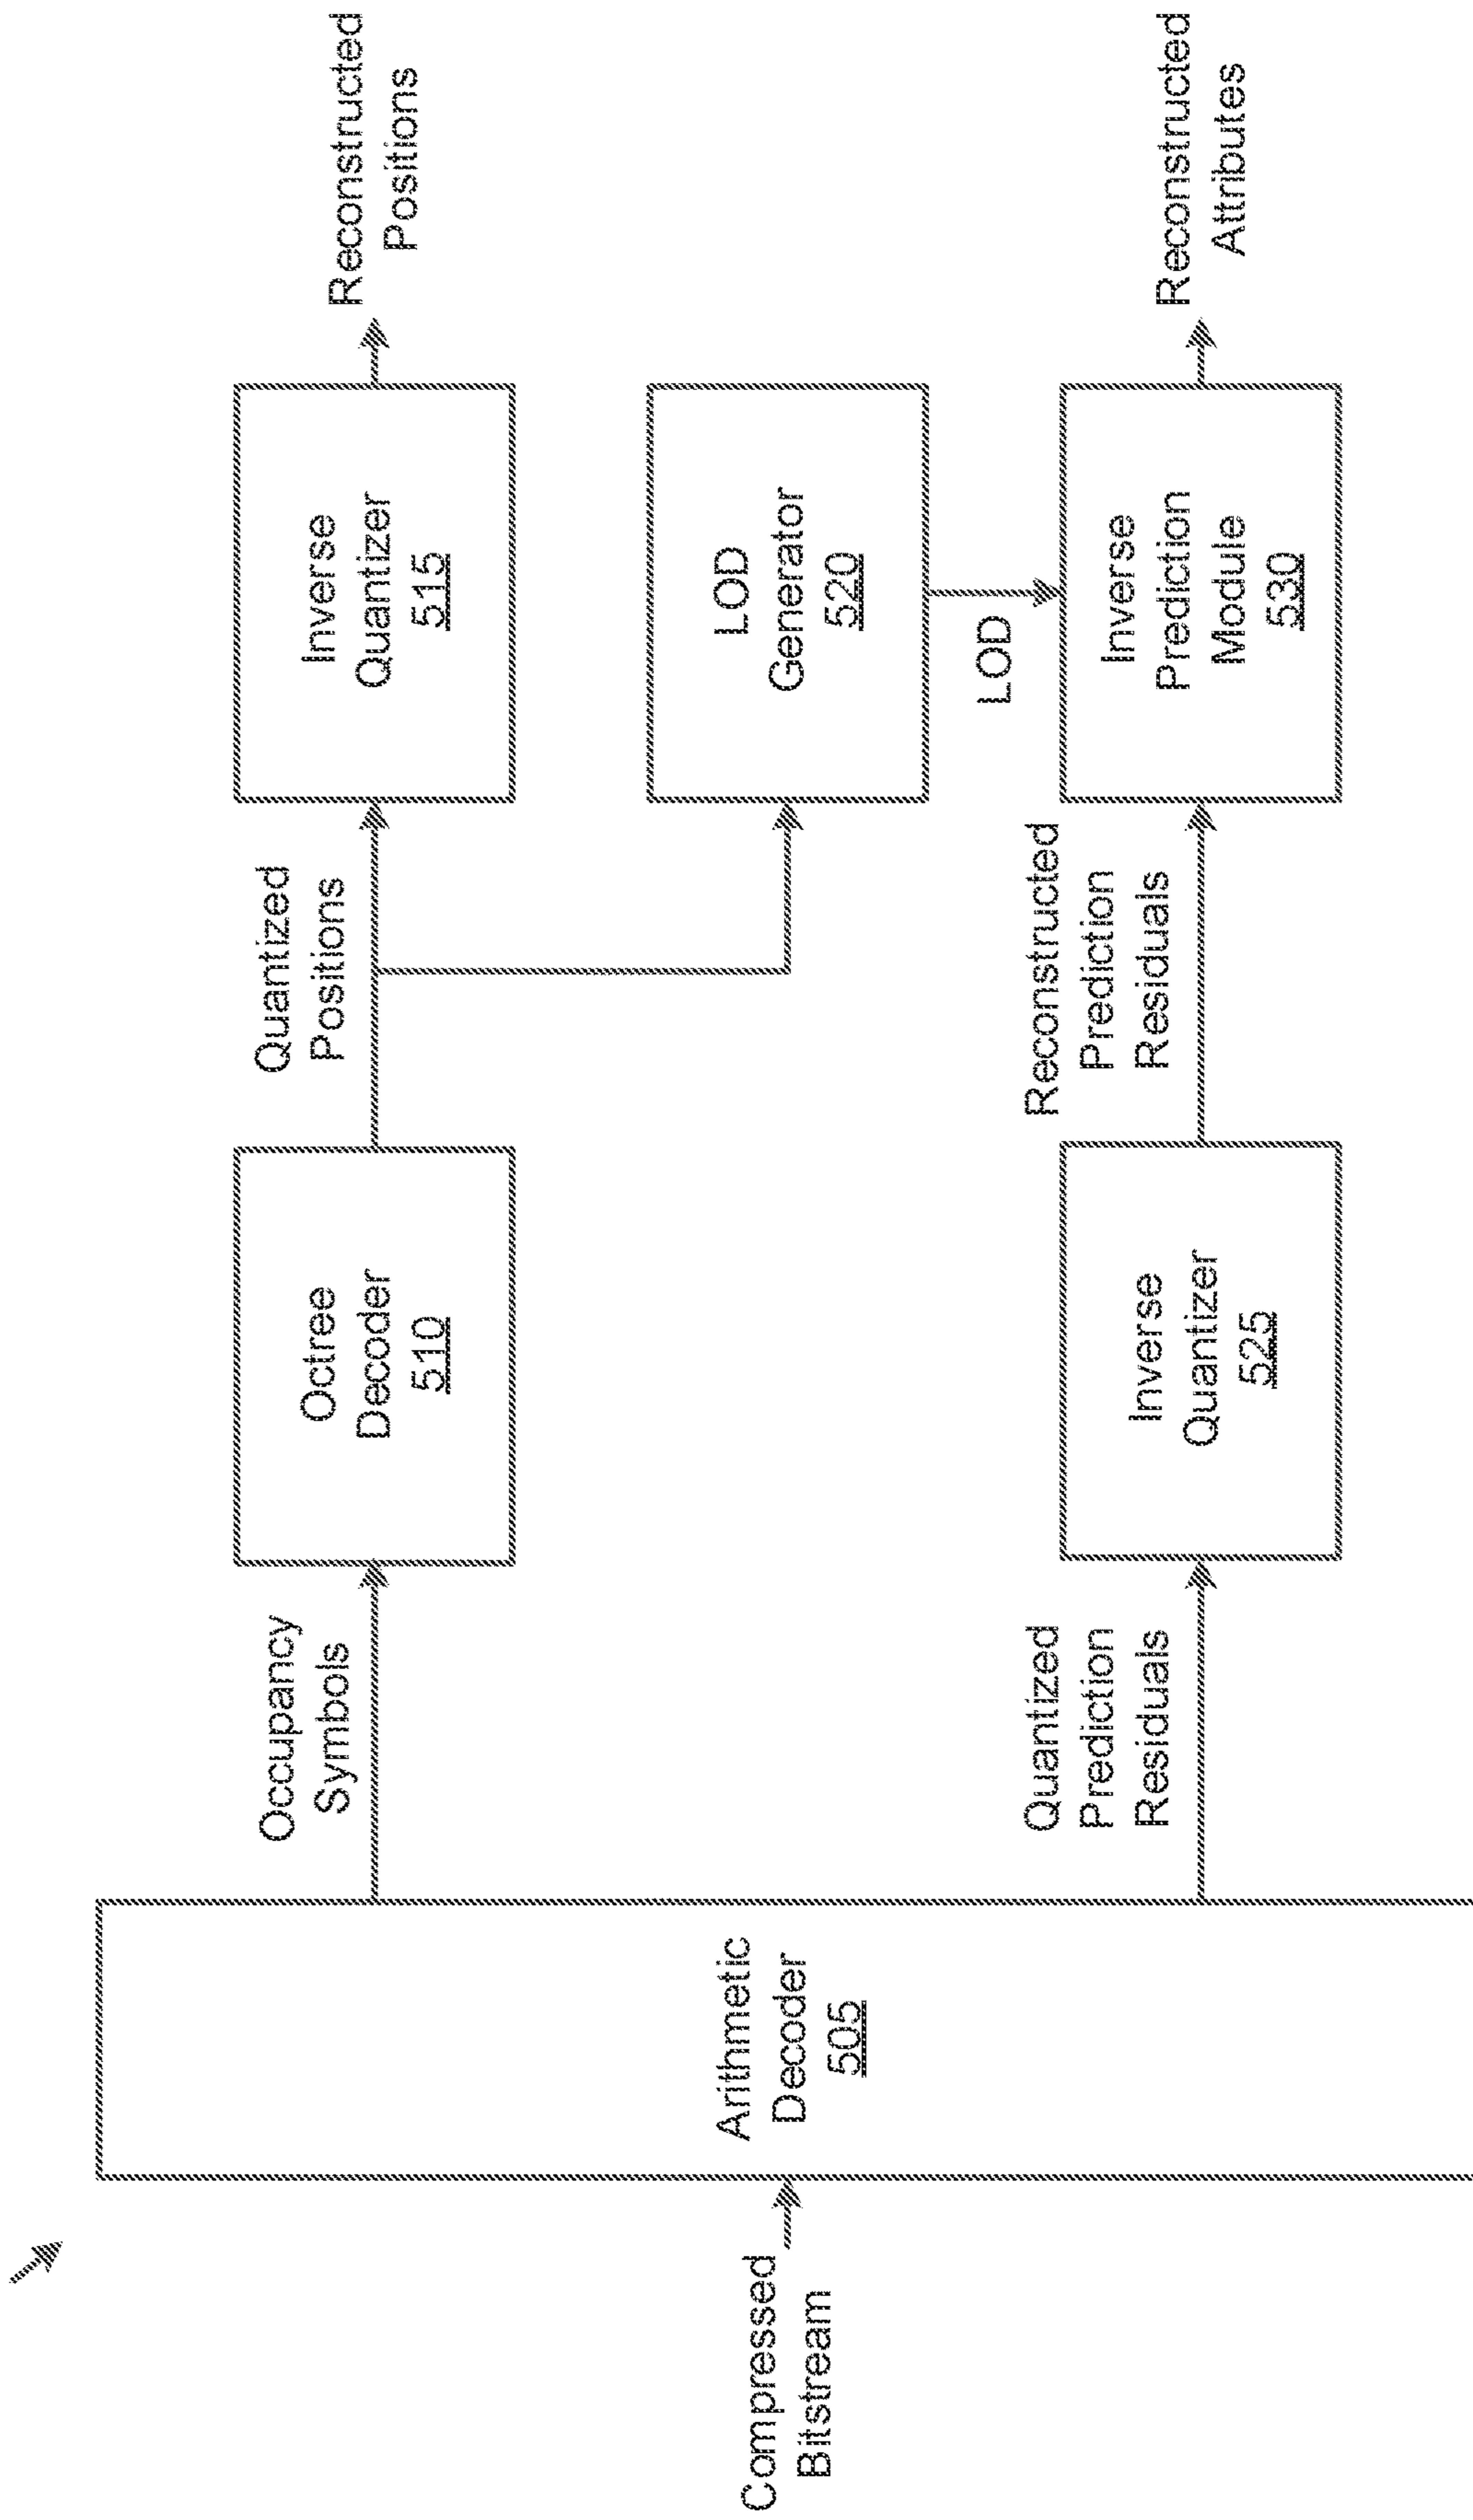 Compressed
Bitstream
Arithmetic
Decoder
505
Occupancy
Symbols
Octree
Decoder
510
Quantized
Positions
Inverse
Quantizer
515
Reconstructed
Positions
LOD
Generator
520
LOD
Quantized
Prediction
Residuals
Inverse
Quantizer
525
Reconstructed
Prediction
Residuals
Inverse
Prediction
Module
530
Reconstructed
Attributes